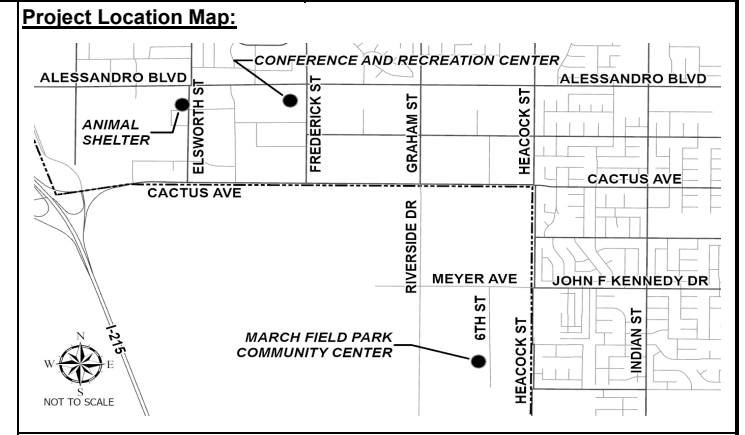 Project Location Map:
CONFERENCE AND RECREATION CENTER
ALESSANDRO BLVD
ALESSANDRO BLVD
ANIMAL
SHELTER
ELSWORTH ST
FREDERICK ST
GRAHAM ST
HEACOCK ST
CACTUS AVE
CACTUS AVE
RIVERSIDE DR
MEYER AVE
JOHN F KENNEDY DR
6TH ST
HEACOCK ST
INDIAN ST
I-215
MARCH FIELD PARK
COMMUNITY CENTER
N
W
E
S
NOT TO SCALE